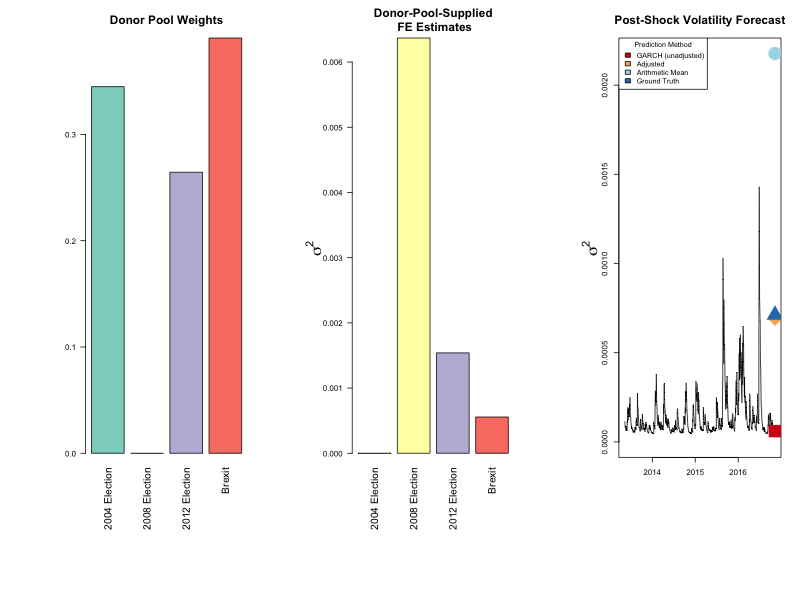 Donor Pool Weights
0.0
0.1
0.2
0.3
2004 Election
2008 Election
2012 Election
Brexit
Donor-Pool-Supplied
FE Estimates
σ2
0.000
0.001
0.002
0.003
0.004
0.005
0.006
2004 Election
2008 Election
2012 Election
Brexit
Post-Shock Volatility Forecast
σ2
0.0000
0.0005
0.0010
0.0015
0.0020
2014
2015
2016
Prediction Method
GARCH (unadjusted)
Adjusted
Arithmetic Mean
Ground Truth